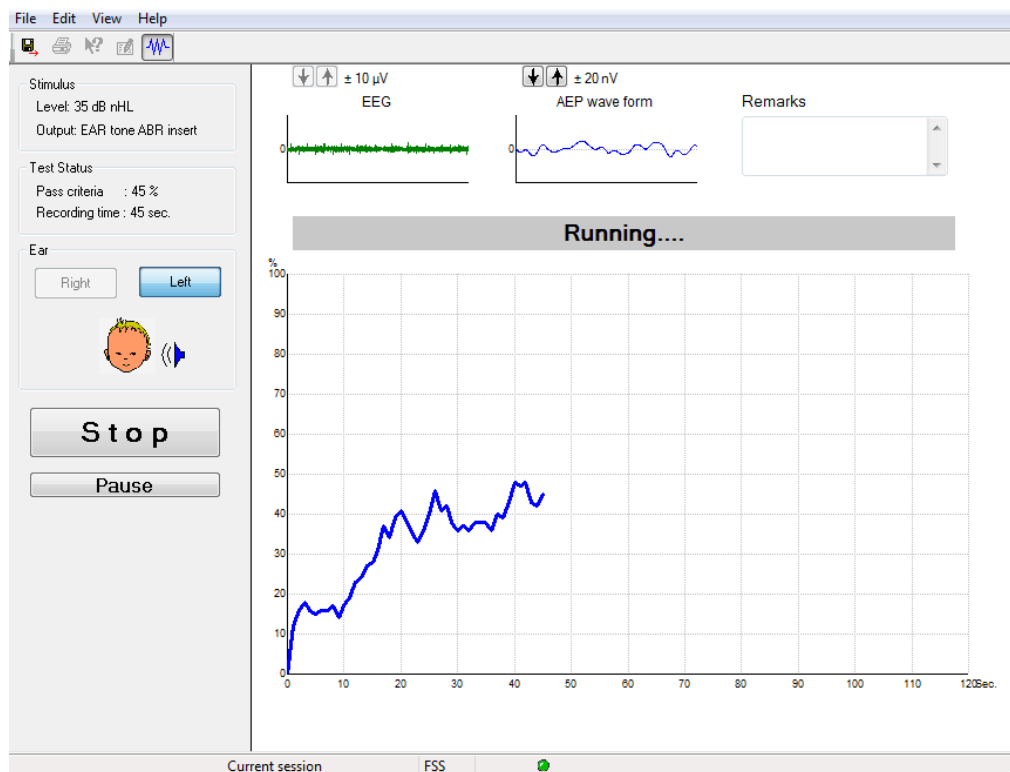 File Edit View Help
Stimulus
Level: 35 dB nHL
Output: EAR tone ABR insert
Test Status
Pass criteria : 45 %
Recording time : 45 sec.
Ear
Right Left
Stop
Pause
± 10 µV
EEG
0
± 20 nV
AEP wave form
0
Remarks
Running....
%
100
90
80
70
60
50
40
30
20
10
0
0 10 20 30 40 50 60 70 80 90 100 110 120 Sec.
Current session FSS